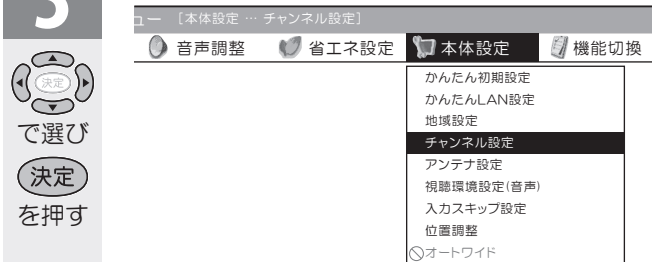 決定
で選び
決定
を押す
ュー [本体設定 … チャンネル設定]
音声調整 省エネ設定 本体設定 機能切換
かんたん初期設定
かんたんLAN設定
地域設定
チャンネル設定
アンテナ設定
視聴環境設定(音声)
入力スキップ設定
位置調整
オートワイド